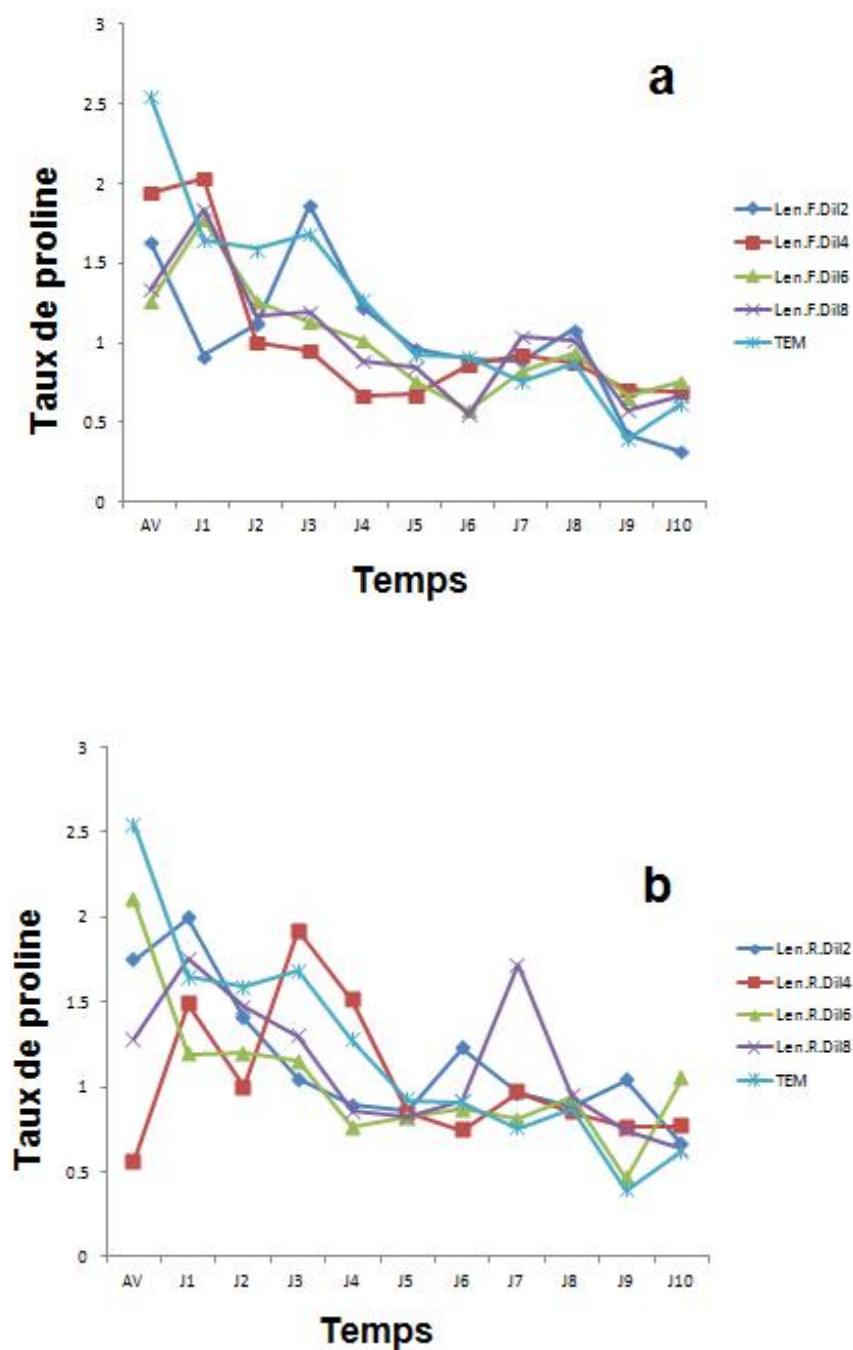 a
3
2.5
2
1.5
1
0.5
0
Taux de proline
AV J1 J2 J3 J4 J5 J6 J7 J8 J9 J10
Temps
Len.F.Dil2
Len.F.Dil4
Len.F.Dil6
Len.F.Dil8
TEM
b
3
2.5
2
1.5
1
0.5
0
Taux de proline
AV J1 J2 J3 J4 J5 J6 J7 J8 J9 J10
Temps
Len.R.Dil2
Len.R.Dil4
Len.R.Dil6
Len.R.Dil8
TEM